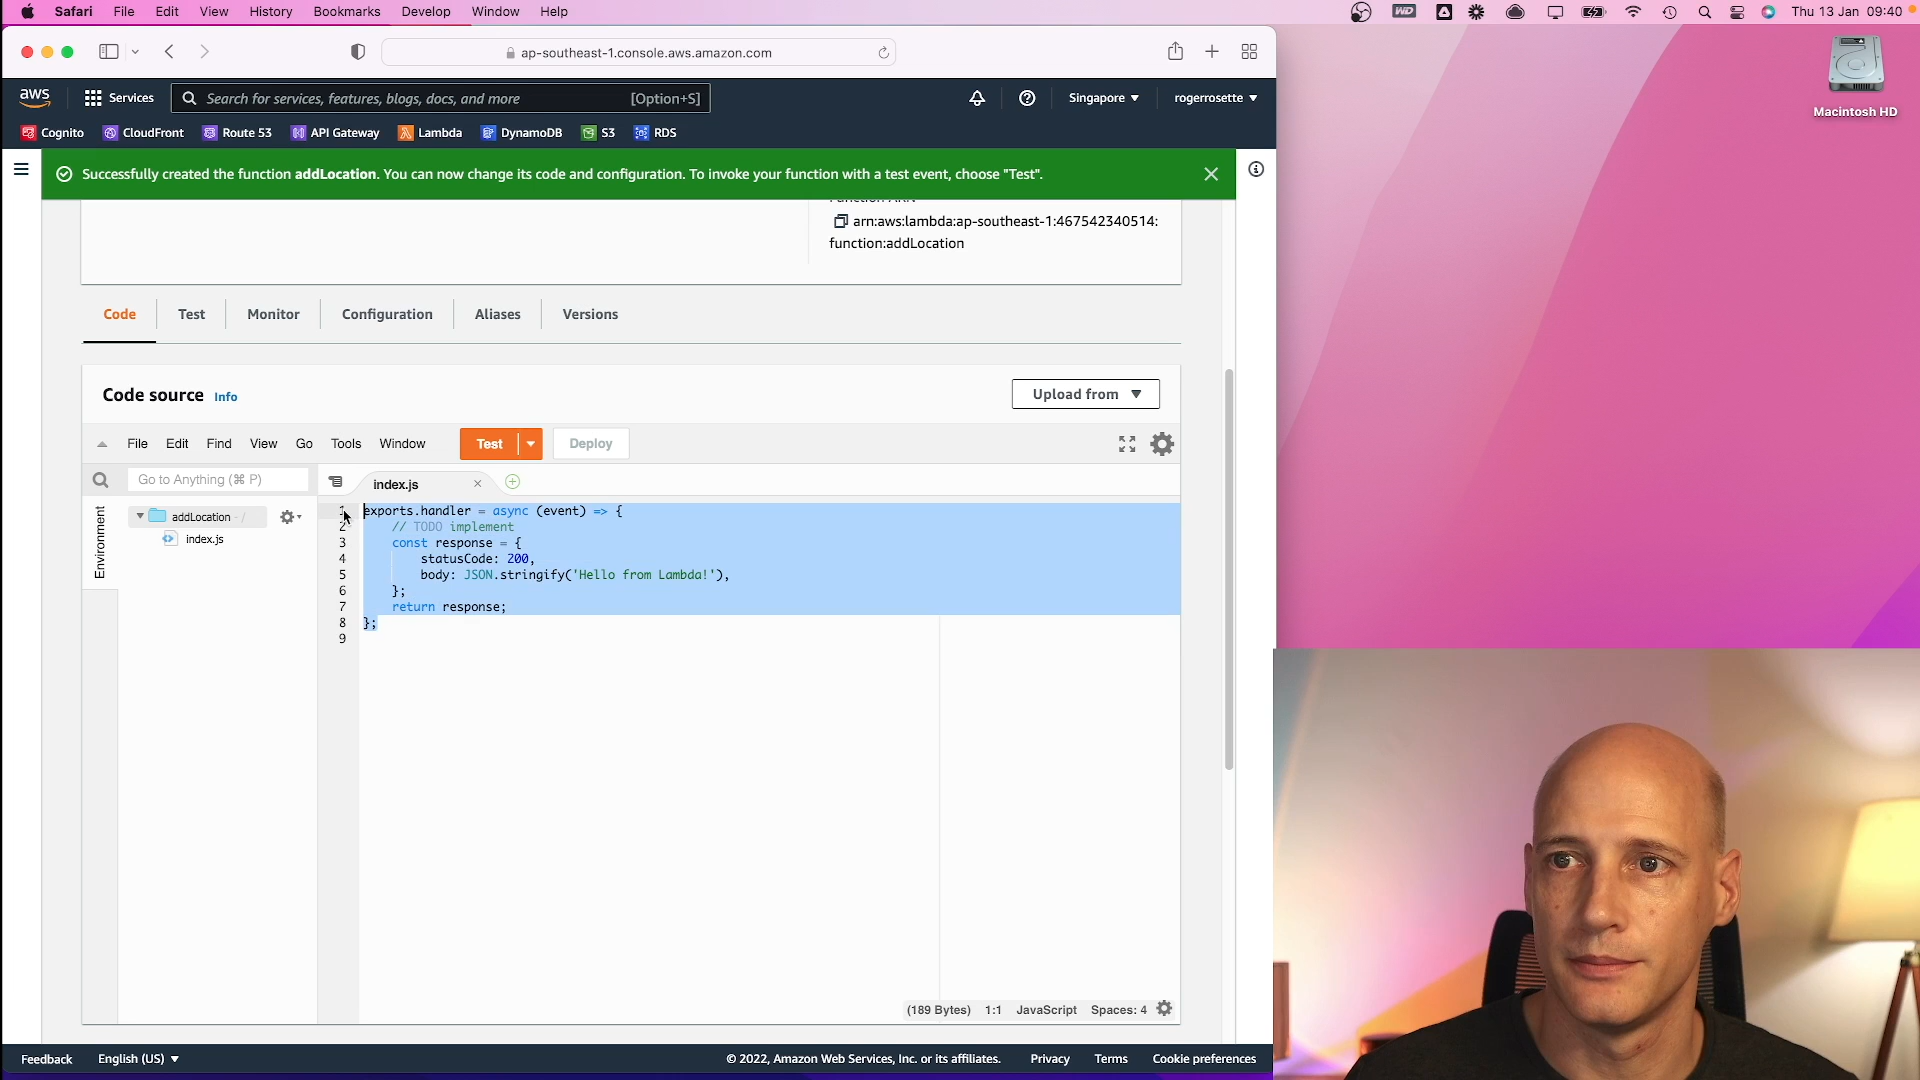 Safari File Edit View History Bookmarks Develop Window Help WD Thu 13 Jan 09:40
ap-southeast-1.console.aws.amazon.com
Macintosh HD
aws Services Search for services, features, blogs, docs, and more [Option+S] Singapore ▼ rogerrosette ▼
Cognito CloudFront Route 53 API Gateway Lambda DynamoDB S3 RDS
Successfully created the function addLocation. You can now change its code and configuration. To invoke your function with a test event, choose "Test".
Function ARN
arn:aws:lambda:ap-southeast-1:467542340514:
function:addLocation
Code Test Monitor Configuration Aliases Versions
Code source Info Upload from ▼
File Edit Find View Go Tools Window Test Deploy
Go to Anything (⌘ P) index.js
Environment
addLocation - /
index.js
1 exports.handler = async (event) => {
2 // TODO implement
3 const response = {
4 statusCode: 200,
5 body: JSON.stringify('Hello from Lambda!'),
6 };
7 return response;
8 };
9
(189 Bytes) 1:1 JavaScript Spaces: 4
Feedback English (US) ▼ © 2022, Amazon Web Services, Inc. or its affiliates. Privacy Terms Cookie preferences